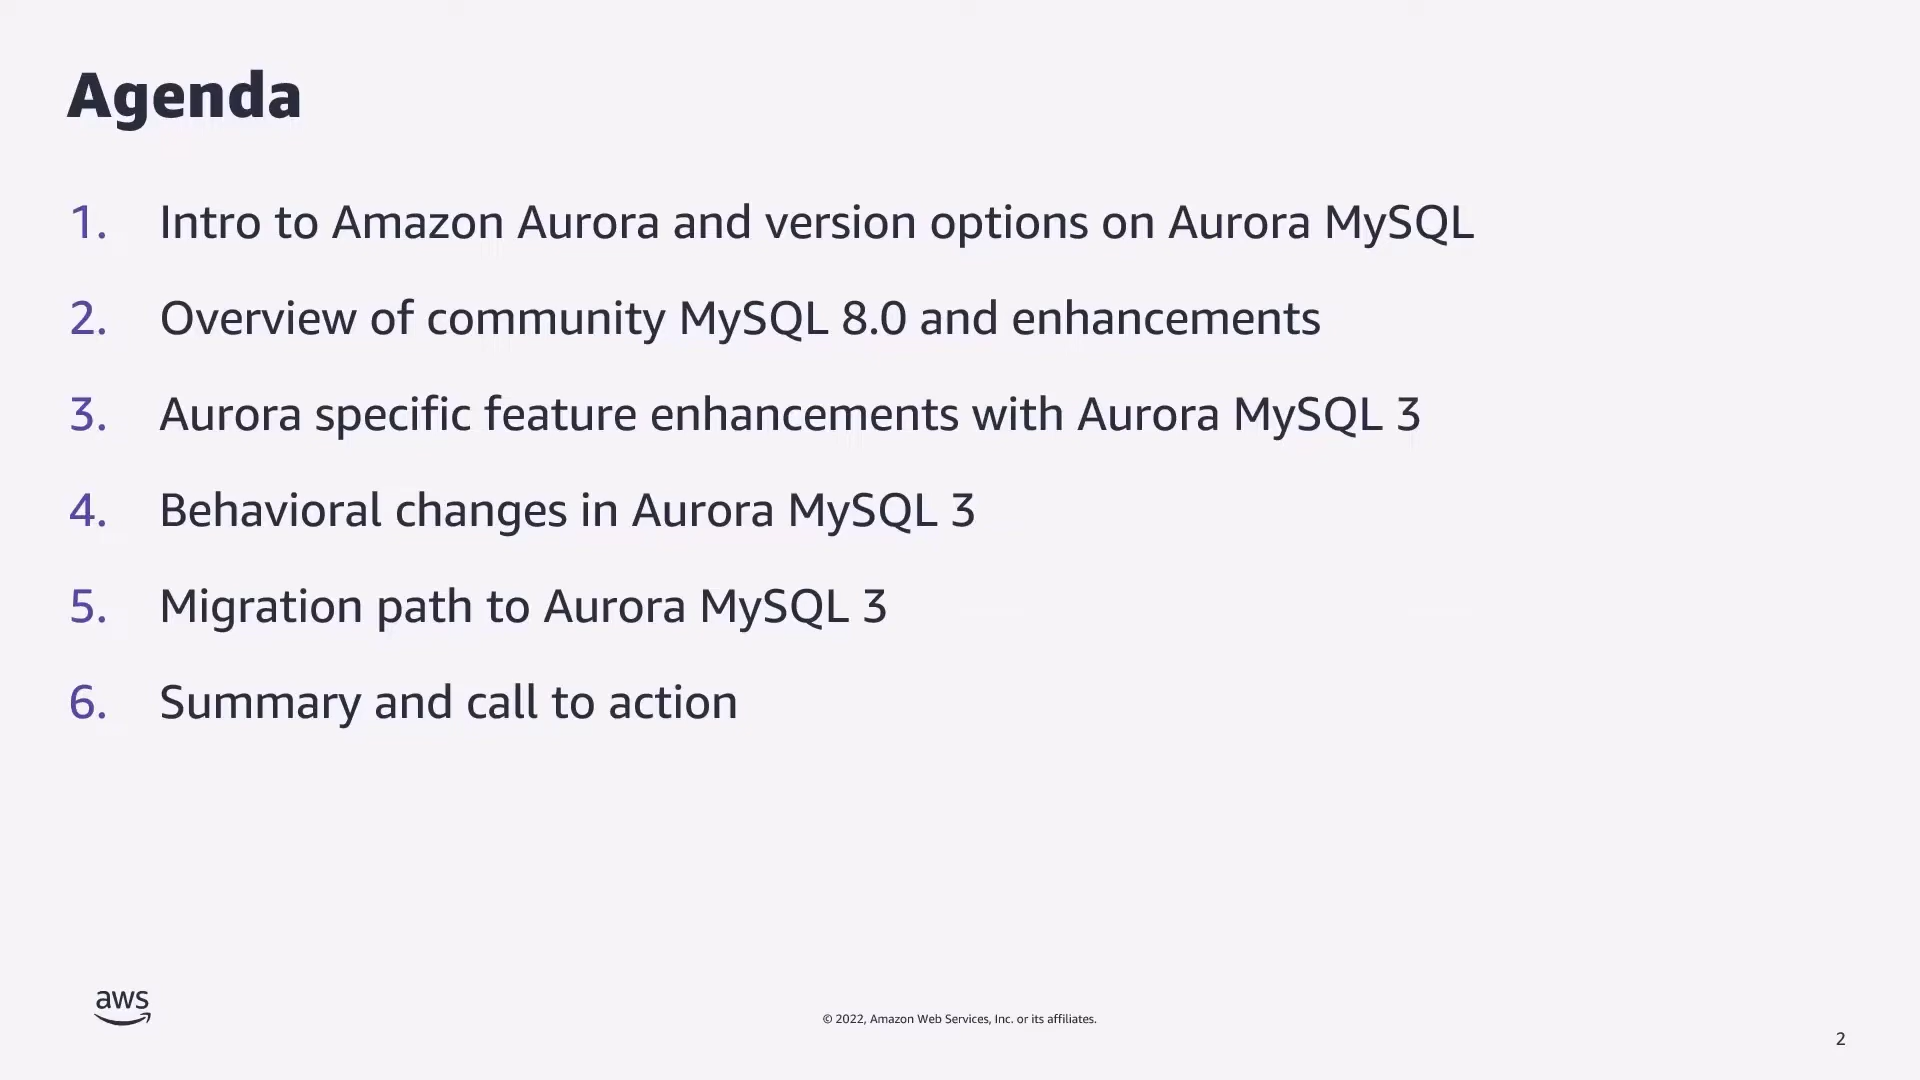 Agenda
1. Intro to Amazon Aurora and version options on Aurora MySQL
2. Overview of community MySQL 8.0 and enhancements
3. Aurora specific feature enhancements with Aurora MySQL 3
4. Behavioral changes in Aurora MySQL 3
5. Migration path to Aurora MySQL 3
6. Summary and call to action
aws
© 2022, Amazon Web Services, Inc. or its affiliates.
2